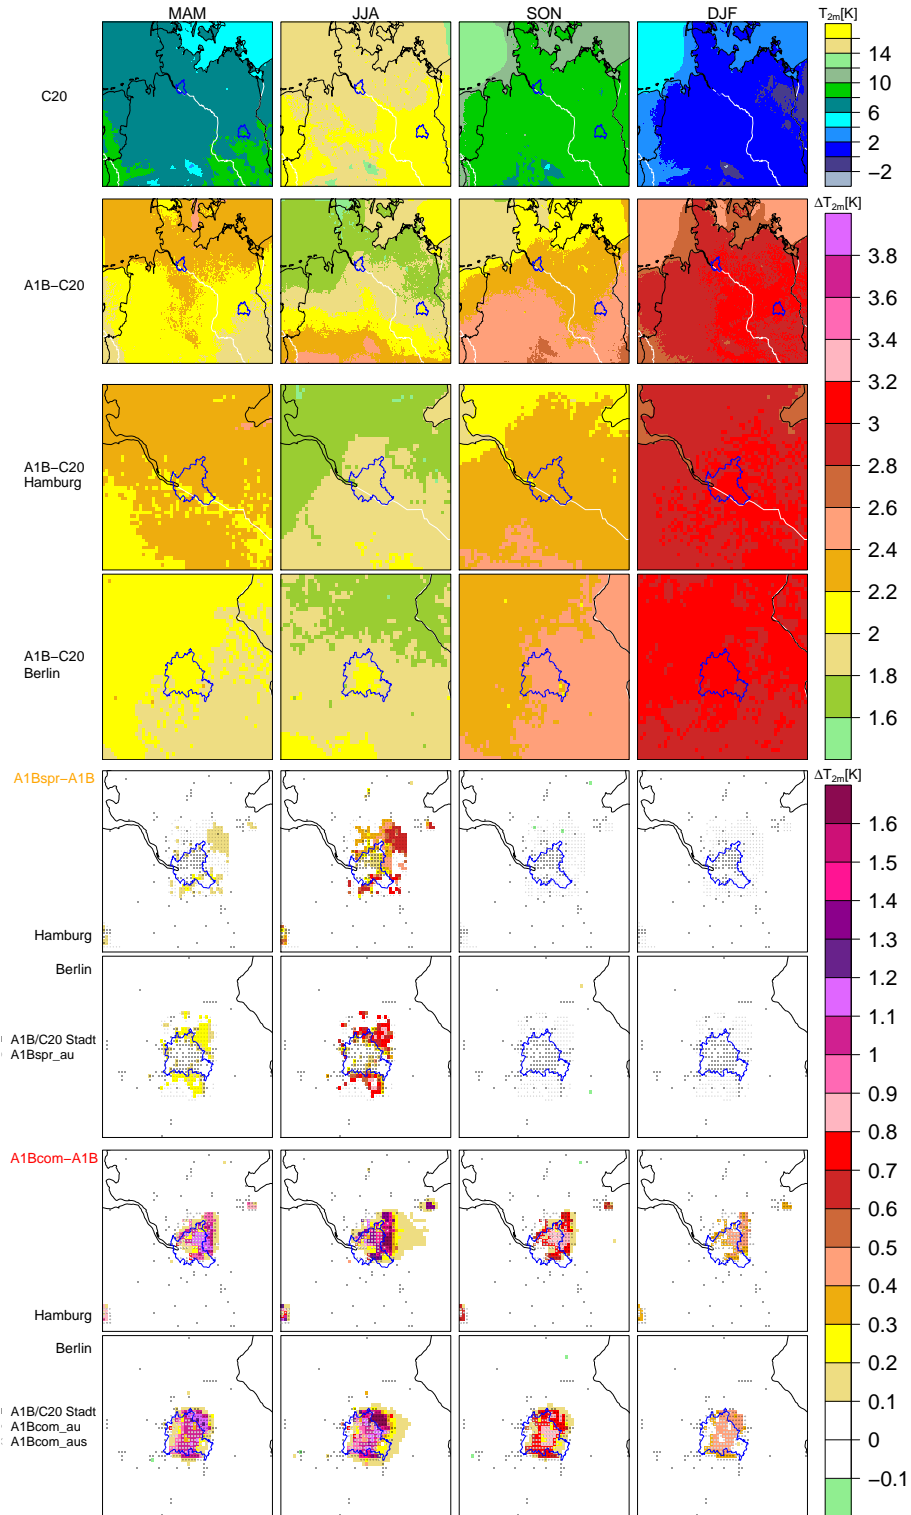 MAM JJA SON DJF T2m[K]
C20
14
10
6
2
−2
ΔT2m[K]
A1B−C20
3.8
3.6
3.4
3.2
3
2.8
2.6
2.4
2.2
2
1.8
1.6
A1B−C20
Hamburg
A1B−C20
Berlin
A1Bspr−A1B
ΔT2m[K]
Hamburg
Berlin
A1B/C20 Stadt
A1Bspr_au
A1Bcom−A1B
Hamburg
Berlin
A1B/C20 Stadt
A1Bcom_au
A1Bcom_aus
1.6
1.5
1.4
1.3
1.2
1.1
1
0.9
0.8
0.7
0.6
0.5
0.4
0.3
0.2
0.1
0
−0.1